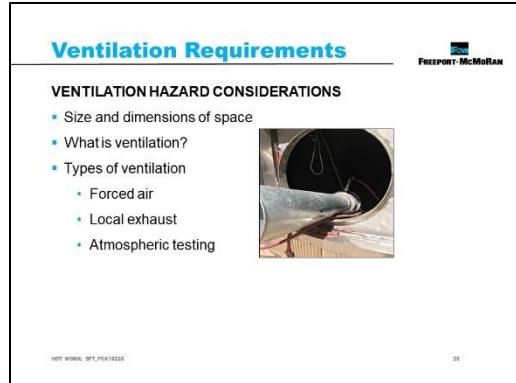 Ventilation Requirements
FCX
FREEPORT-MCMORAN
VENTILATION HAZARD CONSIDERATIONS
Size and dimensions of space
What is ventilation?
Types of ventilation
Forced air
Local exhaust
Atmospheric testing
HOT WORK: SFT_FCX1022C